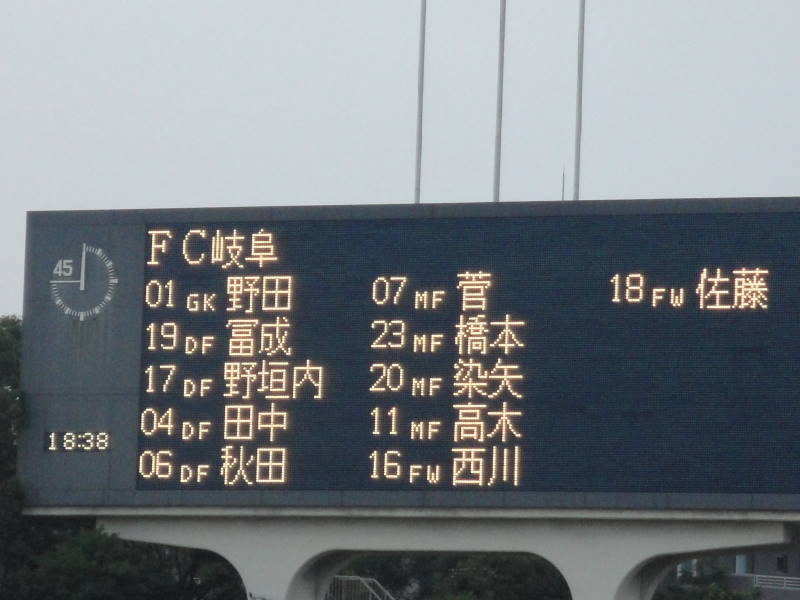 FC岐阜
45
01 GK 野田
19 DF 冨成
17 DF 野垣内
04 DF 田中
06 DF 秋田
07 MF 菅
23 MF 橋本
20 MF 染矢
11 MF 高木
16 FW 西川
18 FW 佐藤
18:38